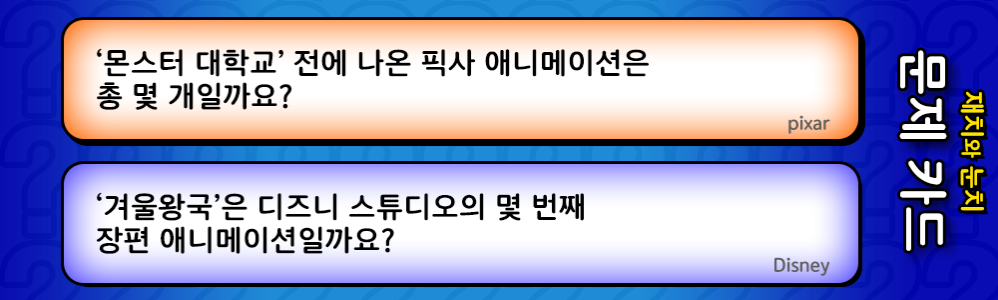 ‘몬스터 대학교’ 전에 나온 픽사 애니메이션은
총 몇 개일까요?
pixar
‘겨울왕국’은 디즈니 스튜디오의 몇 번째
장편 애니메이션일까요?
Disney
재치와 눈치
문제 카드